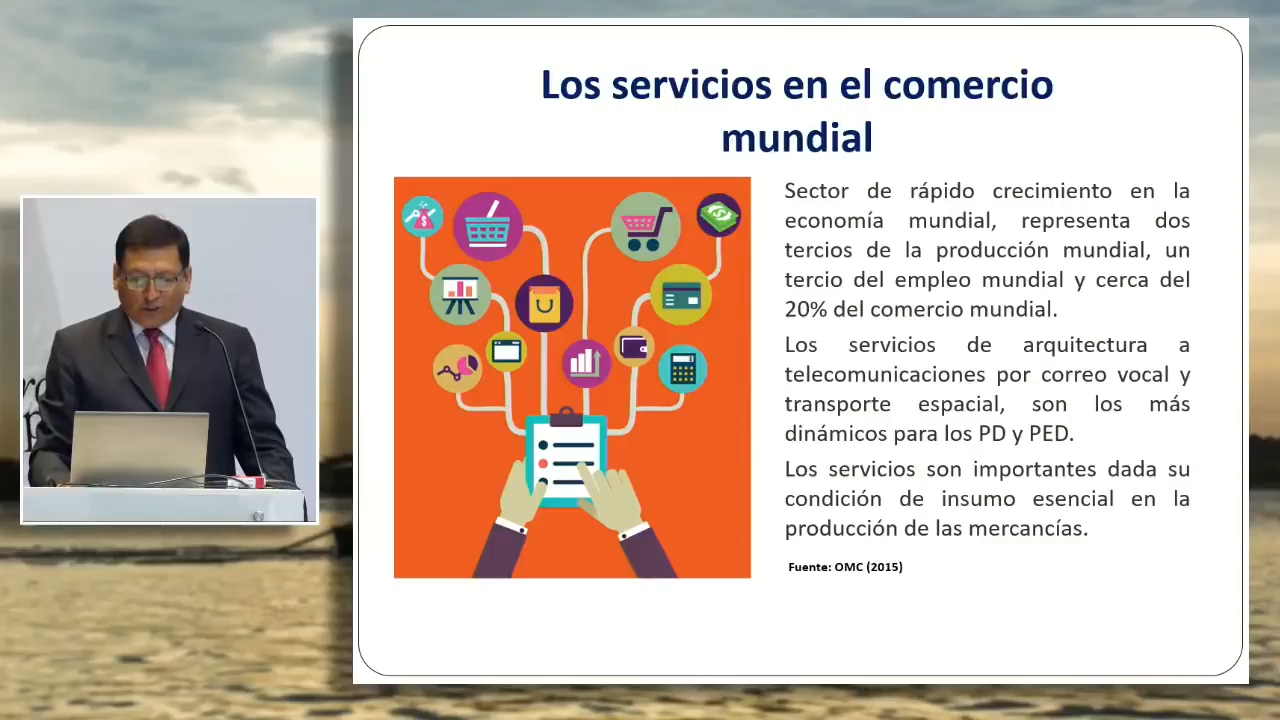 Los servicios en el comercio
mundial
Sector de rápido crecimiento en la
economía mundial, representa dos
tercios de la producción mundial, un
tercio del empleo mundial y cerca del
20% del comercio mundial.
Los servicios de arquitectura a
telecomunicaciones por correo vocal y
transporte espacial, son los más
dinámicos para los PD y PED.
Los servicios son importantes dada su
condición de insumo esencial en la
producción de las mercancías.
Fuente: OMC (2015)